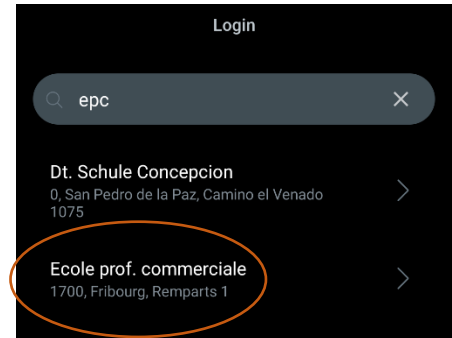 Login
epc
Dt. Schule Concepcion
0, San Pedro de la Paz, Camino el Venado
1075
Ecole prof. commerciale
1700, Fribourg, Remparts 1